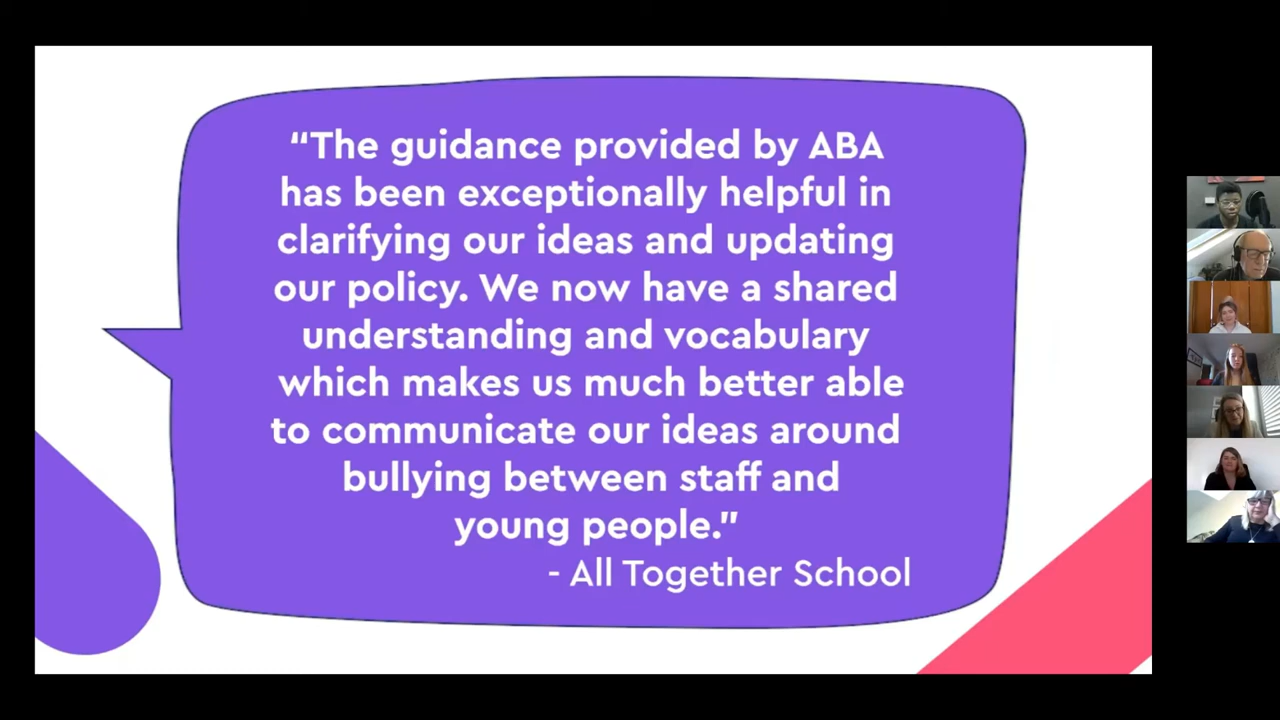 “The guidance provided by ABA
has been exceptionally helpful in
clarifying our ideas and updating
our policy. We now have a shared
understanding and vocabulary
which makes us much better able
to communicate our ideas around
bullying between staff and
young people.”
- All Together School